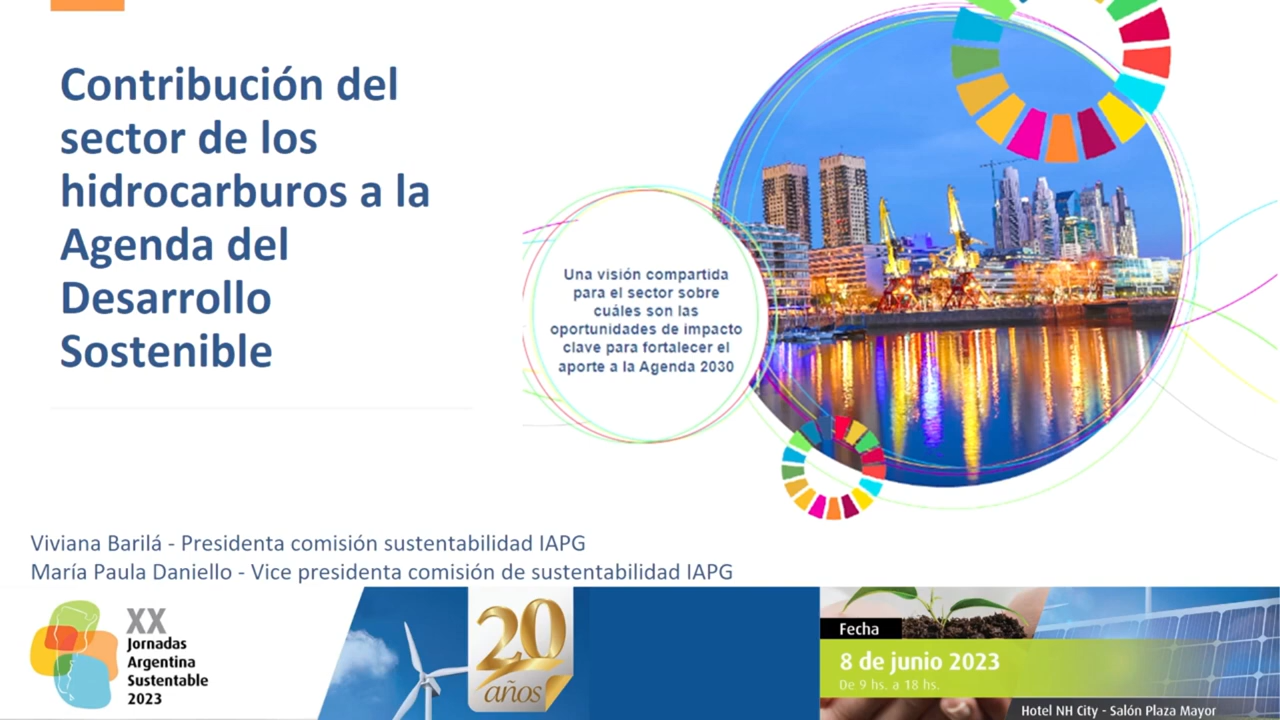 Contribución del
sector de los
hidrocarburos a la
Agenda del
Desarrollo
Sostenible
Una visión compartida
para el sector sobre
cuáles son las
oportunidades de impacto
clave para fortalecer el
aporte a la Agenda 2030
Viviana Barilá - Presidenta comisión sustentabilidad IAPG
María Paula Daniello - Vice presidenta comisión de sustentabilidad IAPG
XX
Jornadas
Argentina
Sustentable
2023
20
años
Fecha
8 de junio 2023
De 9 hs. a 18 hs.
Hotel NH City - Salón Plaza Mayor